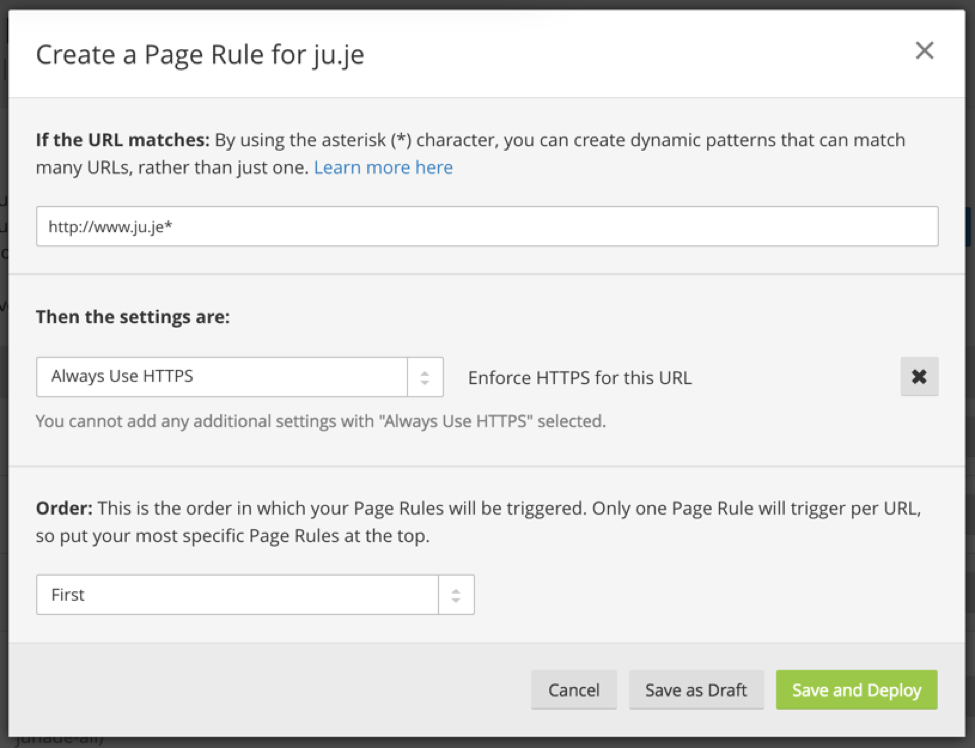 Create a Page Rule for ju.je
If the URL matches: By using the asterisk (*) character, you can create dynamic patterns that can match
many URLs, rather than just one. Learn more here
http://www.ju.je*
Then the settings are:
Always Use HTTPS
Enforce HTTPS for this URL
You cannot add any additional settings with "Always Use HTTPS" selected.
Order: This is the order in which your Page Rules will be triggered. Only one Page Rule will trigger per URL,
so put your most specific Page Rules at the top.
First
Cancel
Save as Draft
Save and Deploy